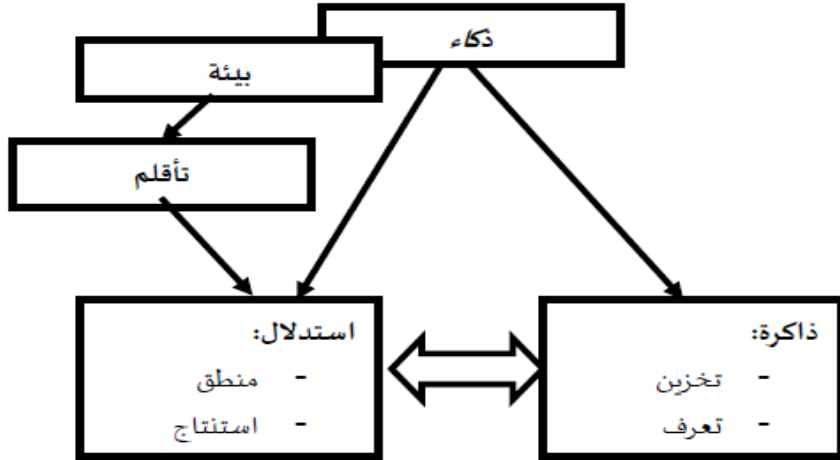 ذكاء
بيئة
تأقلم
ذاكرة:
- تخزين
- تعرف
استدلال:
- منطق
- استنتاج